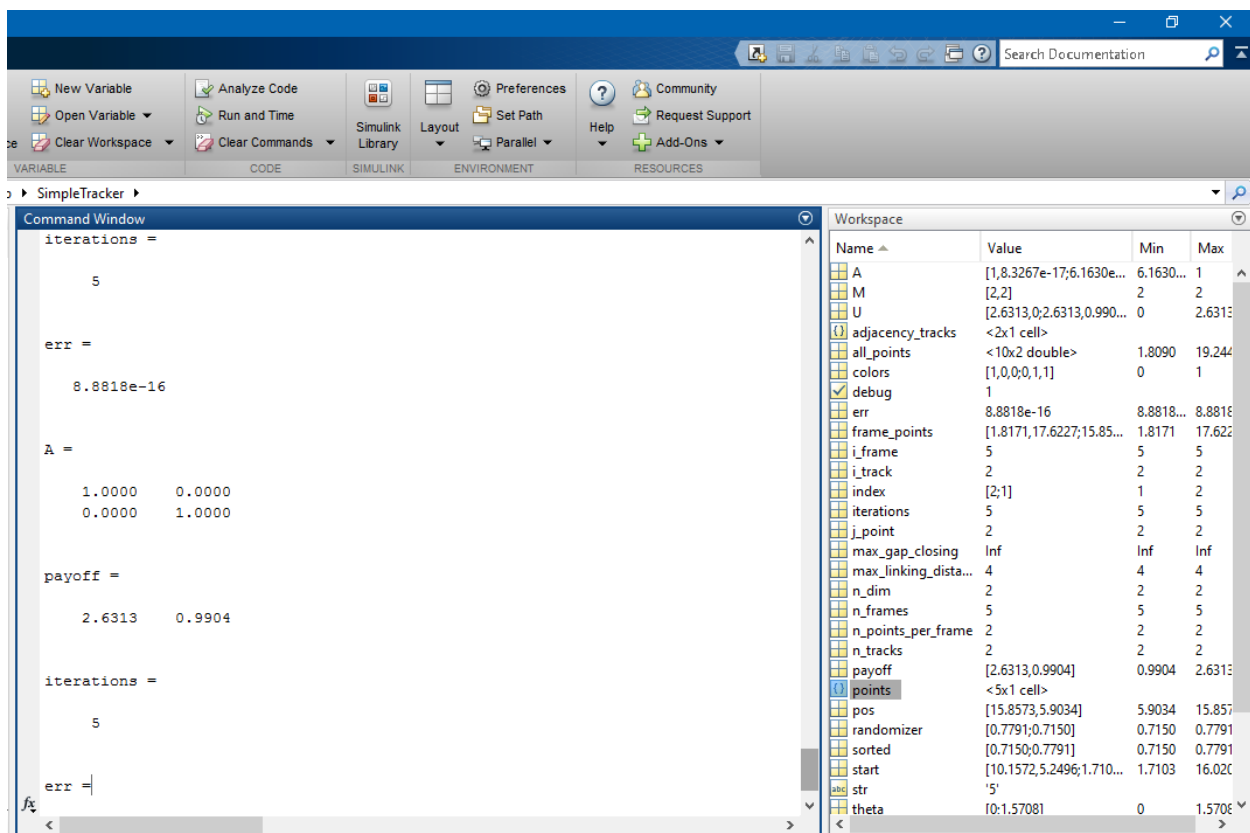 Search Documentation
New Variable
Analyze Code
Preferences
Community
Open Variable
Run and Time
Set Path
Request Support
Simulink
Library
Layout
Help
Clear Workspace
Clear Commands
Parallel
Add-Ons
VARIABLE
CODE
SIMULINK
ENVIRONMENT
RESOURCES
SimpleTracker
Command Window
iterations =
5
err =
8.8818e-16
A =
1.0000 0.0000
0.0000 1.0000
payoff =
2.6313 0.9904
iterations =
5
err =
fx
Workspace
Name Value Min Max
A [1,8.3267e-17;6.1630e... 6.1630... 1
M [2,2] 2 2
U [2.6313,0;2.6313,0.990... 0 2.6313
{} adjacency_tracks <2x1 cell>
all_points <10x2 double> 1.8090 19.244
colors [1,0,0;0,1,1] 0 1
debug 1
err 8.8818e-16 8.8818... 8.8818
frame_points [1.8171,17.6227;15.85... 1.8171 17.622
i_frame 5 5 5
i_track 2 2 2
index [2;1] 1 2
iterations 5 5 5
j_point 2 2 2
max_gap_closing Inf Inf Inf
max_linking_dista... 4 4 4
n_dim 2 2 2
n_frames 5 5 5
n_points_per_frame 2 2 2
n_tracks 2 2 2
payoff [2.6313,0.9904] 0.9904 2.6313
{} points <5x1 cell>
pos [15.8573,5.9034] 5.9034 15.857
randomizer [0.7791;0.7150] 0.7150 0.7791
sorted [0.7150;0.7791] 0.7150 0.7791
start [10.1572,5.2496;1.710... 1.7103 16.020
abc str '5'
theta [0;1.5708] 0 1.5708